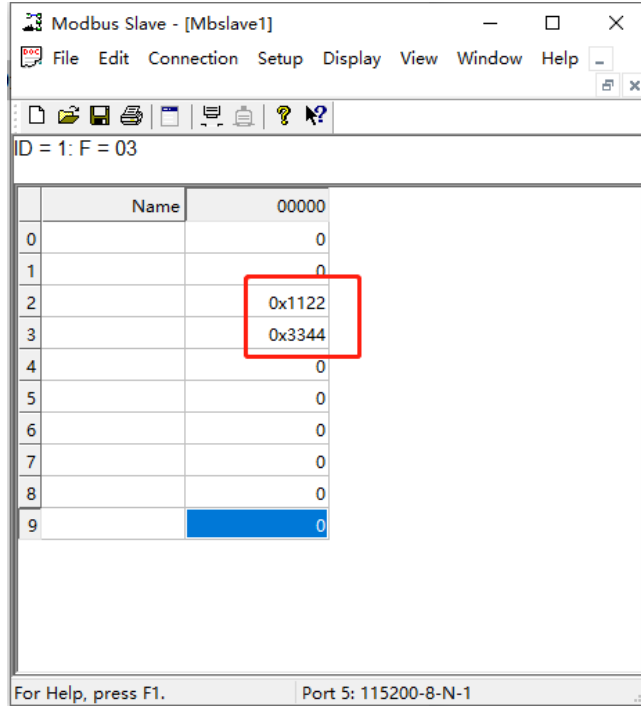 Modbus Slave - [Mbslave1]
File Edit Connection Setup Display View Window Help
ID = 1: F = 03
Name 00000
0 0
1 0
2 0x1122
3 0x3344
4 0
5 0
6 0
7 0
8 0
9 0
For Help, press F1. Port 5: 115200-8-N-1